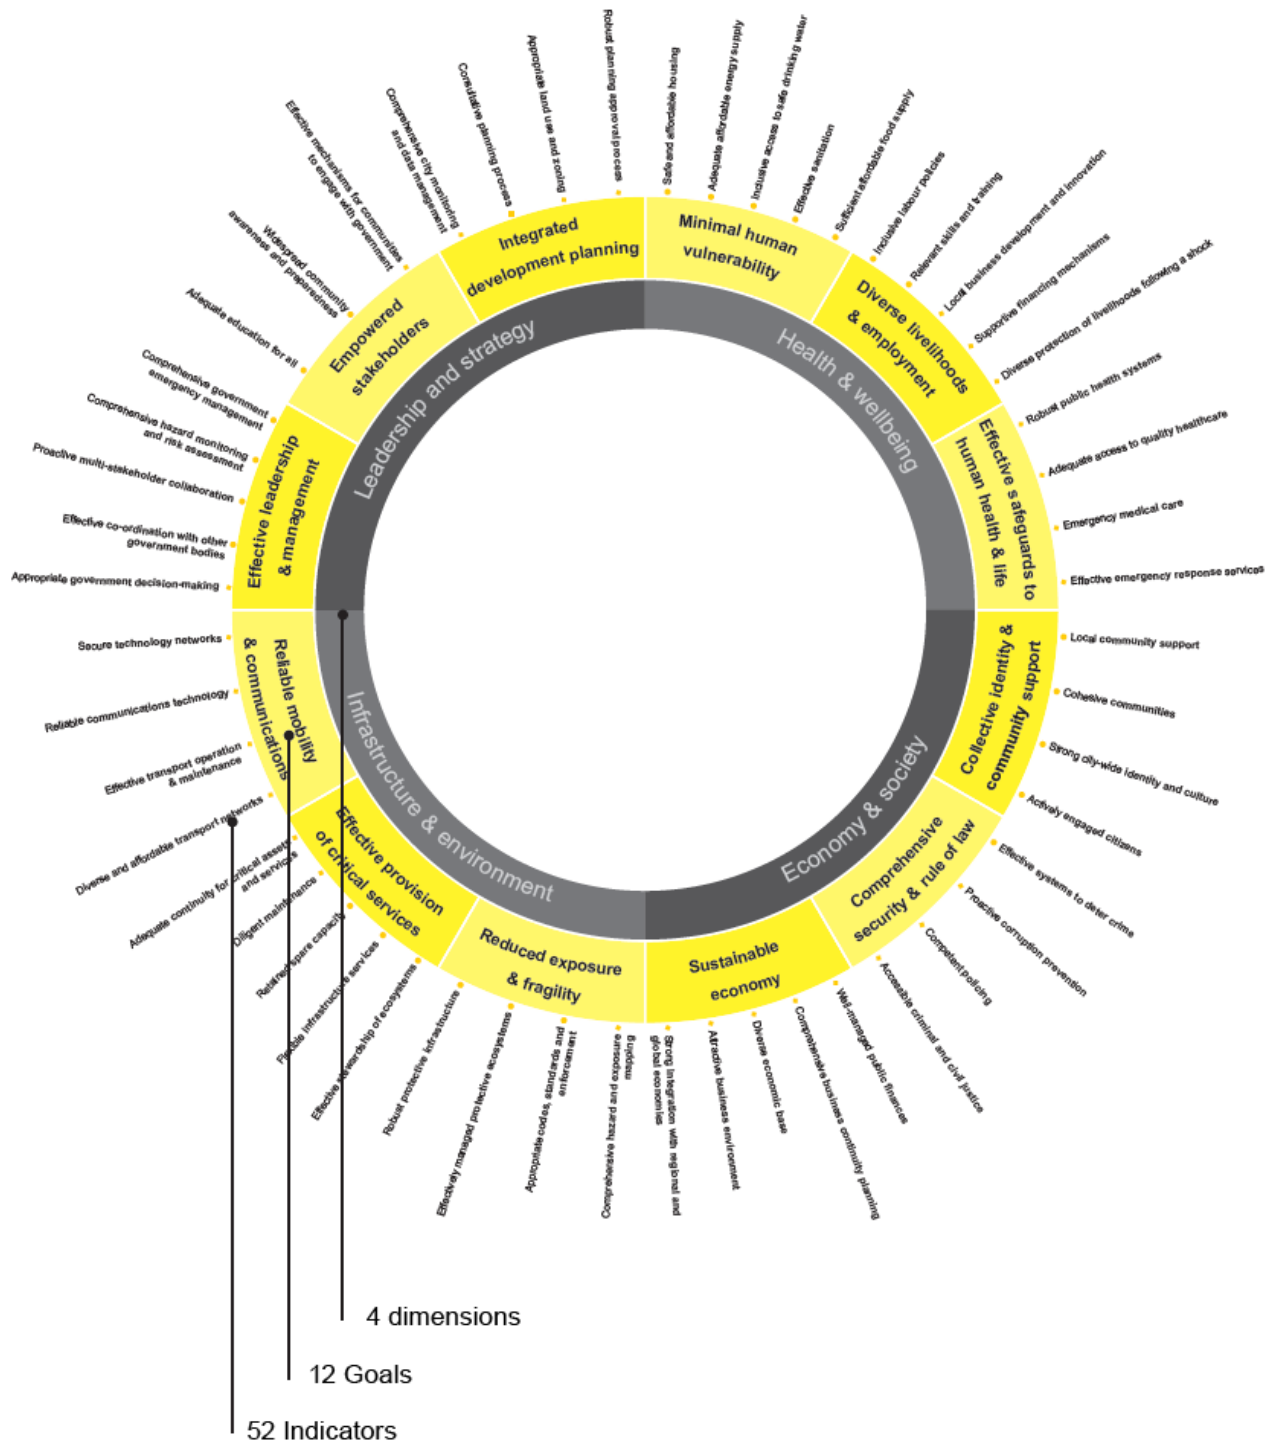 Robust planning approval process
Appropriate land use and zoning
Consultative planning process
Comprehensive city monitoring
and data management
Effective mechanisms for communities
to engage with government
Widespread community
awareness and preparedness
Adequate education for all
Comprehensive government
emergency management
Comprehensive hazard monitoring
and risk assessment
Proactive multi-stakeholder collaboration
Effective co-ordination with other
government bodies
Appropriate government decision-making
Secure technology networks
Reliable communications technology
Effective transport operation
& maintenance
Diverse and affordable transport networks
Adequate continuity for critical assets
and services
Diligent maintenance
Retained spare capacity
Flexible infrastructure services
Effective stewardship of ecosystems
Robust protective infrastructure
Effectively managed protective ecosystems
Appropriate codes, standards and
enforcement
Comprehensive hazard and exposure
mapping
Safe and affordable housing
Adequate affordable energy supply
Inclusive access to safe drinking water
Effective sanitation
Sufficient affordable food supply
Inclusive labour policies
Relevant skills and training
Local business development and innovation
Supportive financing mechanisms
Diverse protection of livelihoods following a shock
Robust public health systems
Adequate access to quality healthcare
Emergency medical care
Effective emergency response services
Local community support
Cohesive communities
Strong city-wide identity and culture
Actively engaged citizens
Effective systems to deter crime
Proactive corruption prevention
Competent policing
Accessible criminal and civil justice
Well-managed public finances
Comprehensive business continuity planning
Diverse economic base
Attractive business environment
Strong integration with regional and
global economies
Integrated
development planning
Empowered
stakeholders
Effective leadership
& management
Reliable mobility
& communications
Effective provision
of critical services
Reduced exposure
& fragility
Minimal human
vulnerability
Diverse livelihoods
& employment
Effective safeguards to
human health & life
Collective identity &
community support
Comprehensive
security & rule of law
Sustainable
economy
Leadership and strategy
Health & wellbeing
Infrastructure & environment
Economy & society
4 dimensions
12 Goals
52 Indicators